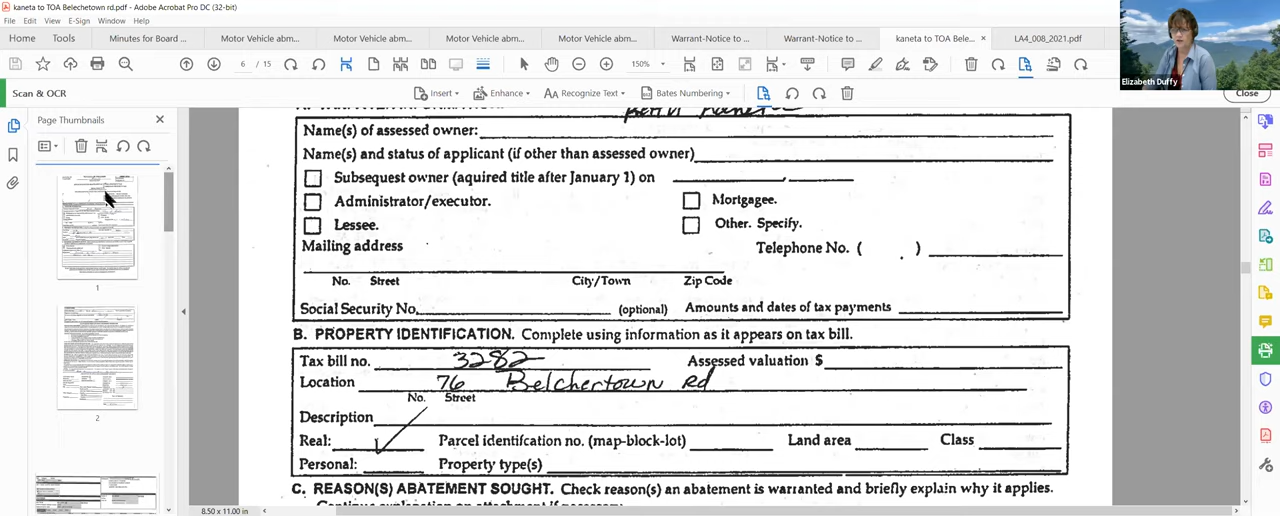 kaneta to TOA Belechetown rd.pdf - Adobe Acrobat Pro DC (32-bit)
File Edit View E-Sign Window Help
Home Tools Minutes for Board ... Motor Vehicle abm... Motor Vehicle abm... Motor Vehicle abm... Motor Vehicle abm... Warrant-Notice to ... Warrant-Notice to ... kaneta to TOA Bele... × LA4_008_2021.pdf
6 / 15 150%
Elizabeth Duffy
Scan & OCR
Insert Enhance Recognize Text Bates Numbering Close
Page Thumbnails
1
2
Name(s) of assessed owner:
Name(s) and status of applicant (if other than assessed owner)
Subsequest owner (aquired title after January 1) on ,
Administrator/executor. Mortgagee.
Lessee. Other. Specify.
Mailing address Telephone No. ( )
No. Street City/Town Zip Code
Social Security No. (optional) Amounts and dates of tax payments
B. PROPERTY IDENTIFICATION. Complete using information as it appears on tax bill.
Tax bill no. 3282 Assessed valuation $
Location 76 Belchertown Rd
No. Street
Description
Real: Parcel identifcation no. (map-block-lot) Land area Class
Personal: Property type(s)
C. REASON(S) ABATEMENT SOUGHT. Check reason(s) an abatement is warranted and briefly explain why it applies.
8.50 x 11.00 in